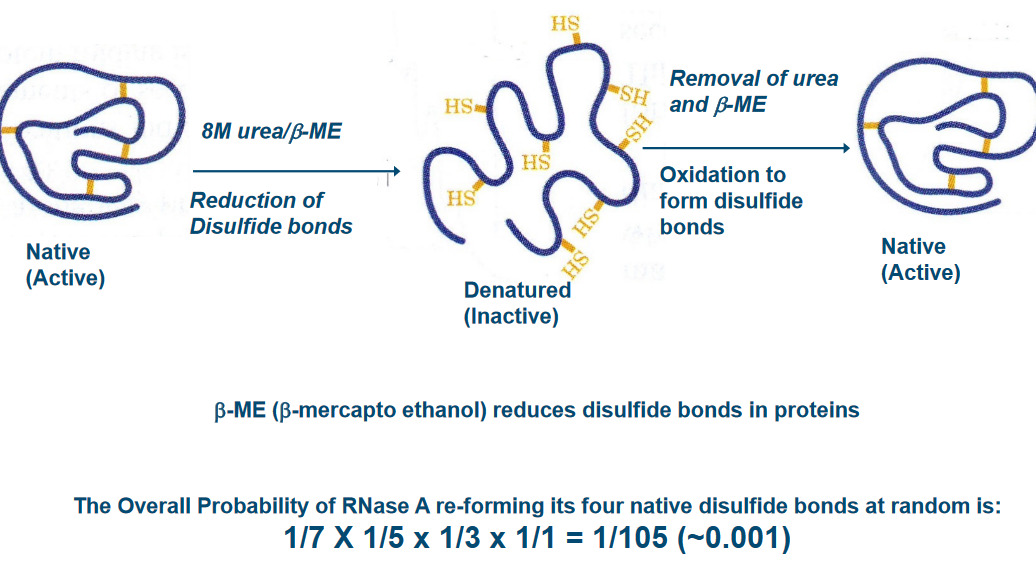 HS
HS
SH
HS
HS
HS
HS
HS
8M urea/β-ME
Reduction of
Disulfide bonds
Removal of urea
and β-ME
Oxidation to
form disulfide
bonds
Native
(Active)
Denatured
(Inactive)
Native
(Active)
β-ME (β-mercapto ethanol) reduces disulfide bonds in proteins
The Overall Probability of RNase A re-forming its four native disulfide bonds at random is:
1/7 X 1/5 x 1/3 x 1/1 = 1/105 (~0.001)